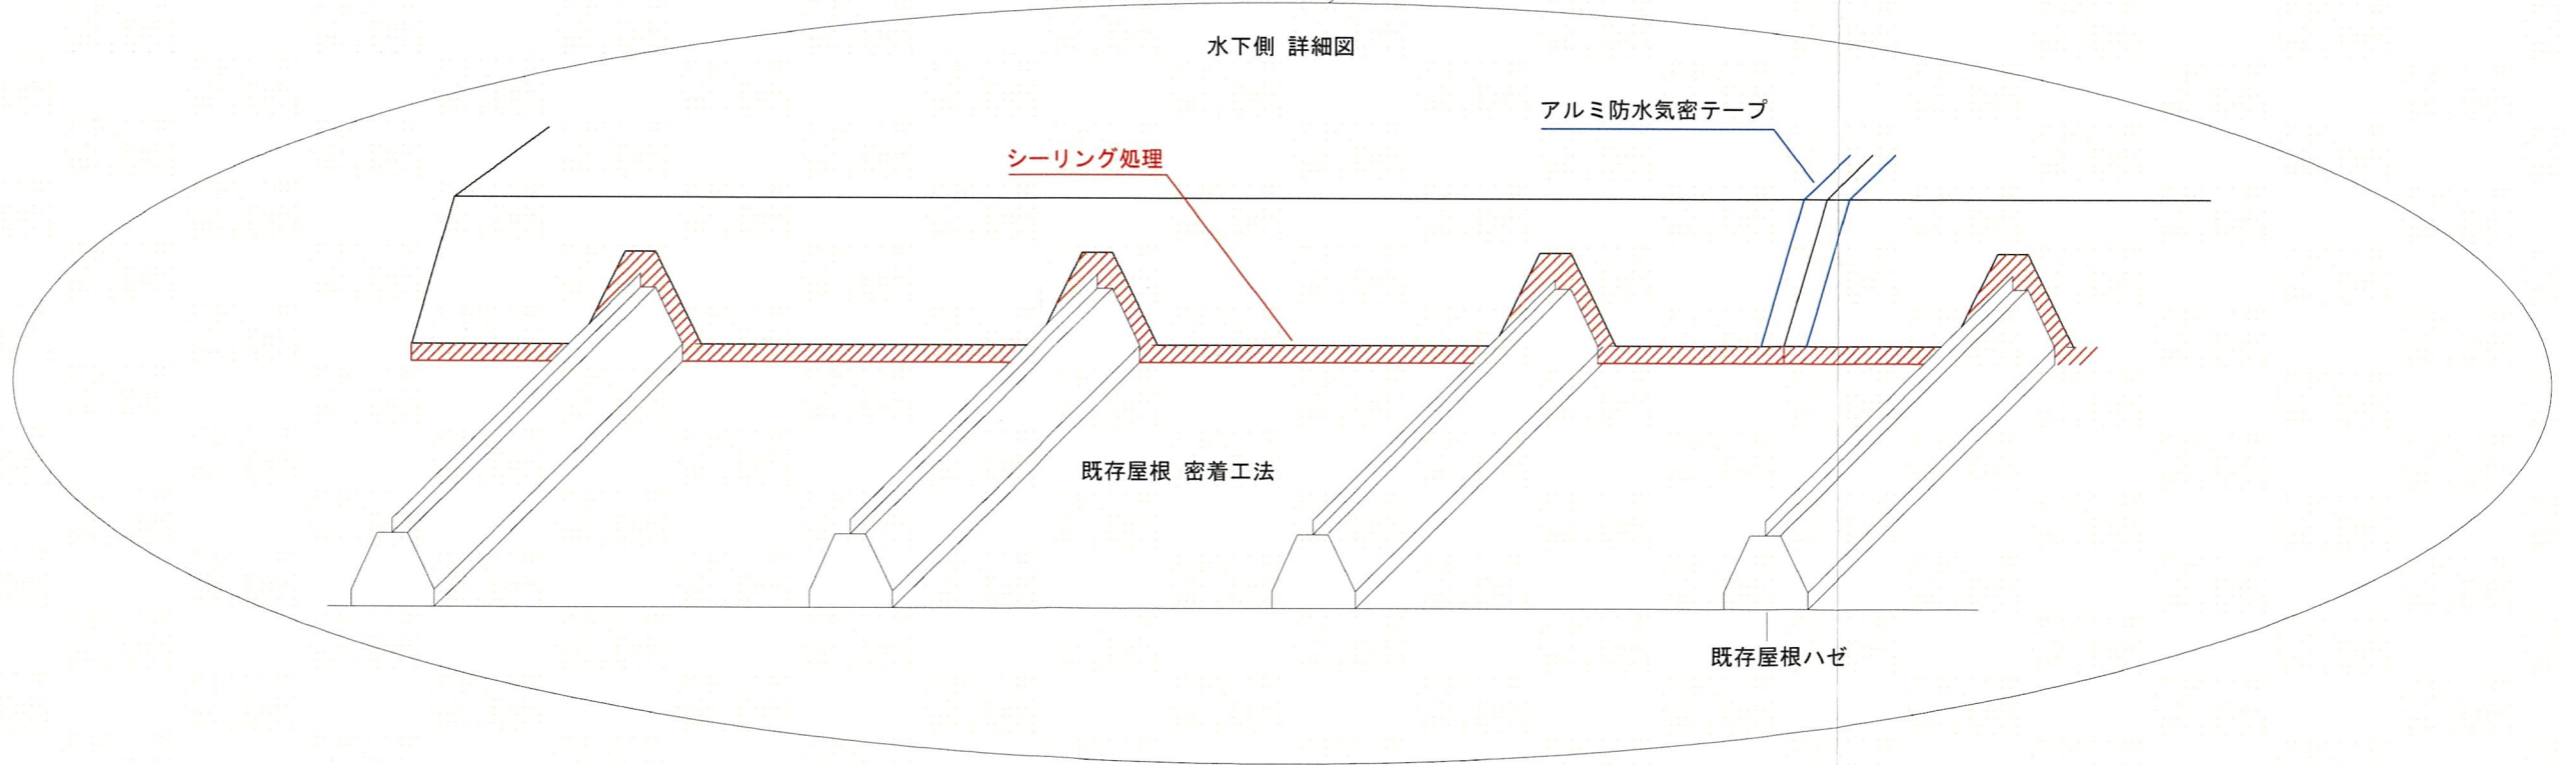 水下側 詳細図
アルミ防水気密テープ
シーリング処理
既存屋根 密着工法
既存屋根ハゼ